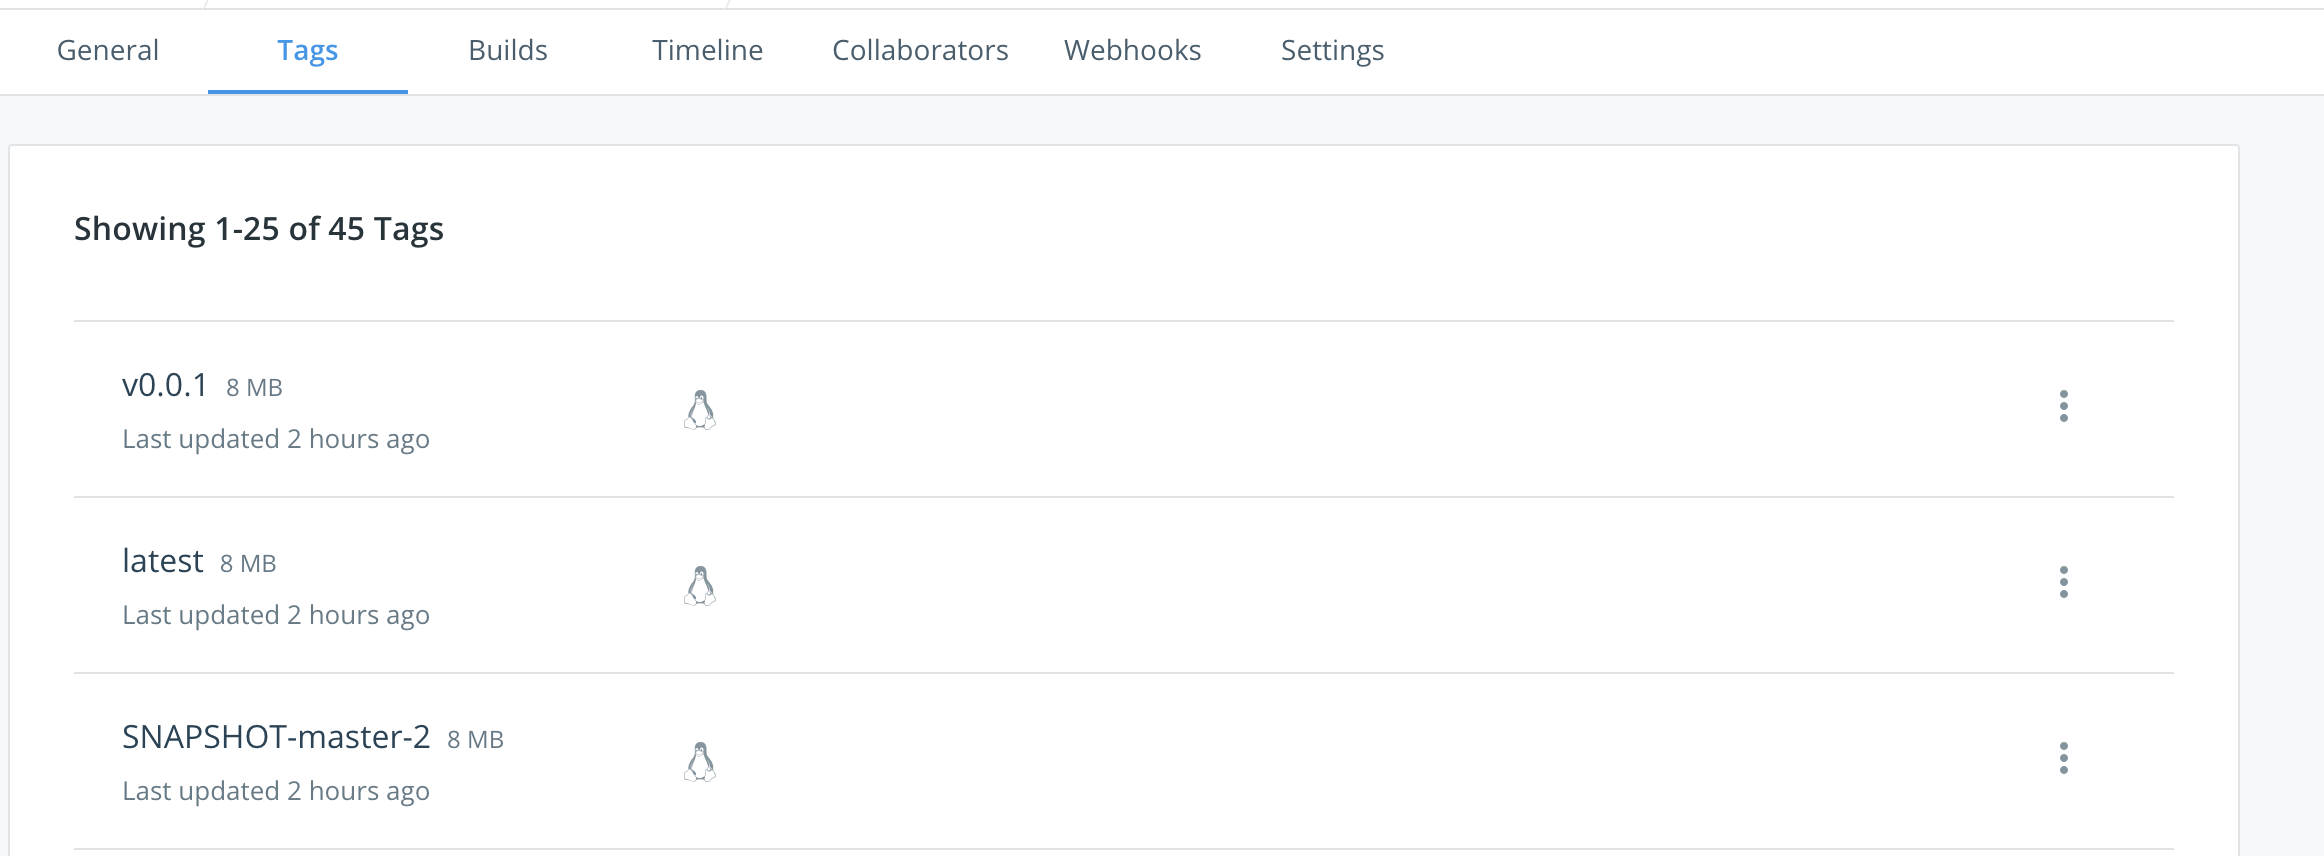 General Tags Builds Timeline Collaborators Webhooks Settings
Showing 1-25 of 45 Tags
v0.0.1 8 MB
Last updated 2 hours ago
latest 8 MB
Last updated 2 hours ago
SNAPSHOT-master-2 8 MB
Last updated 2 hours ago